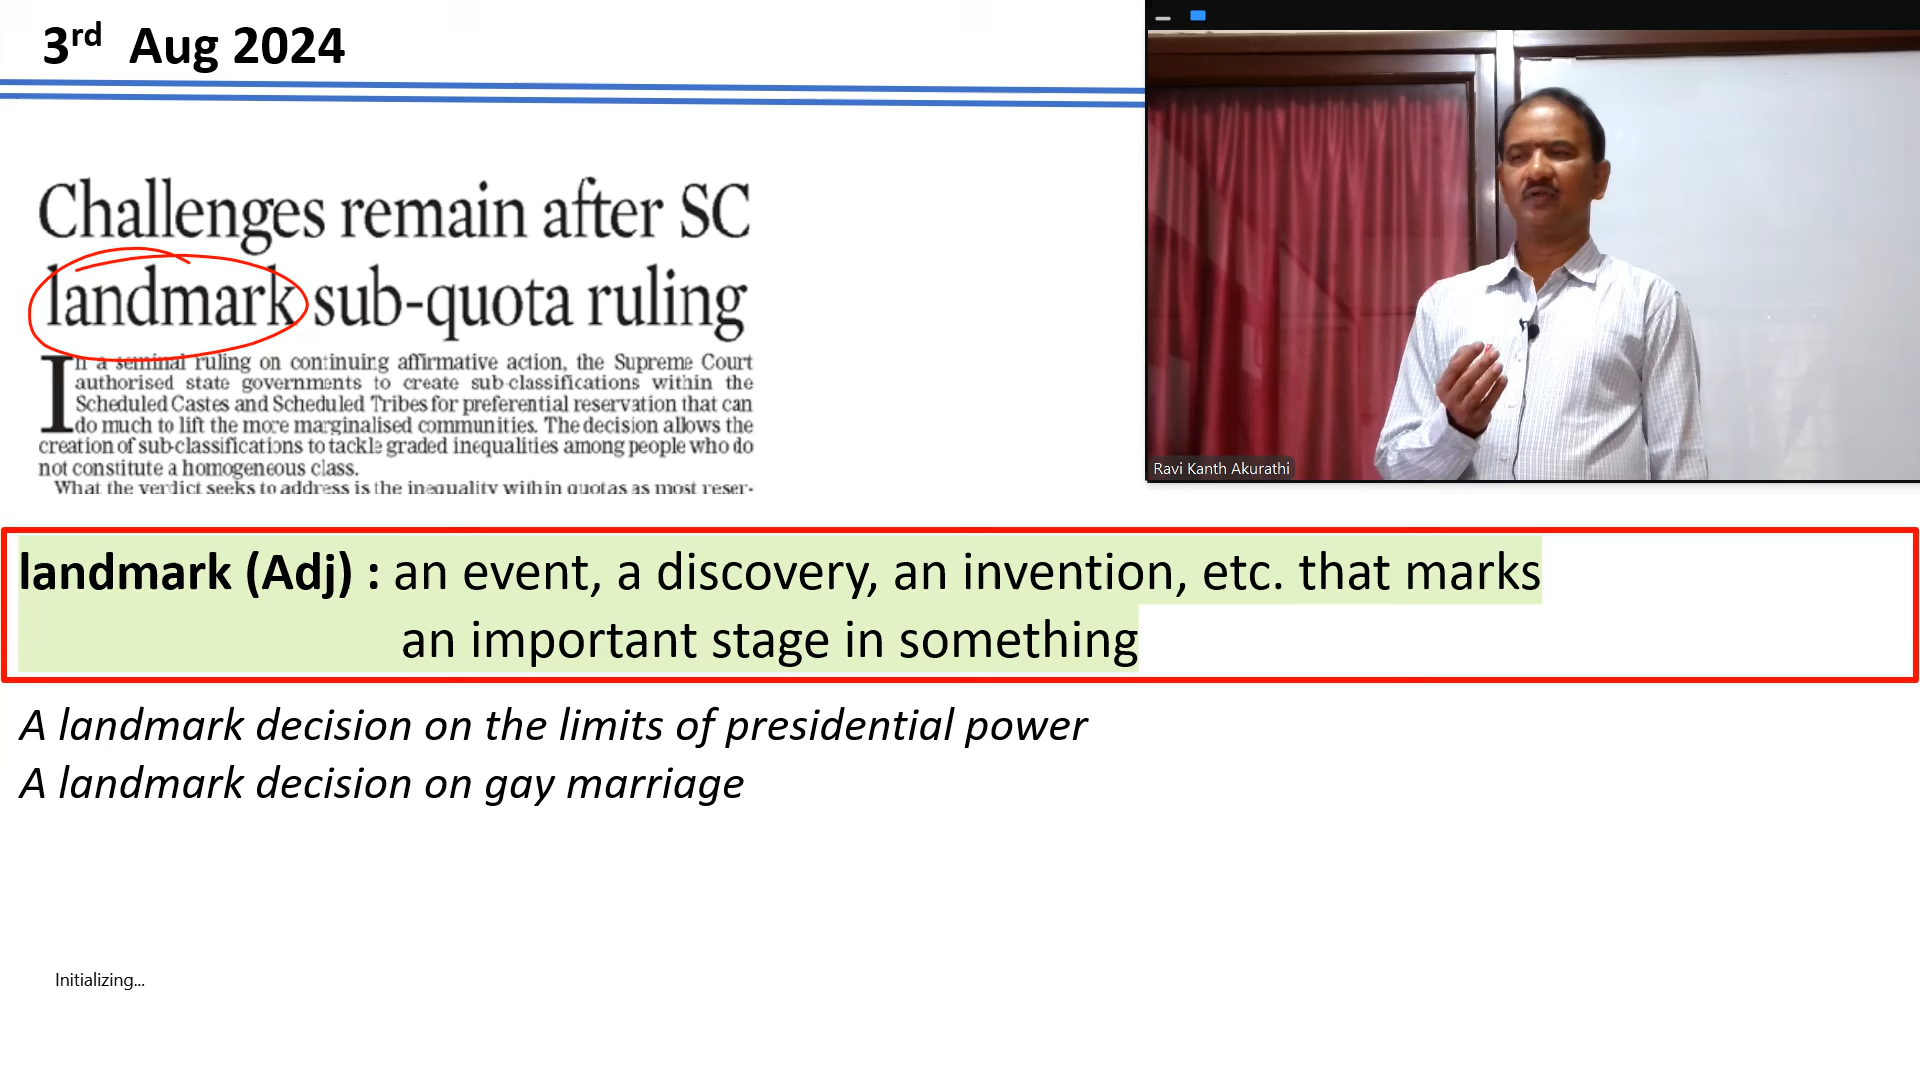 3rd Aug 2024
Challenges remain after SC
landmark sub-quota ruling
In a seminal ruling on continuing affirmative action, the Supreme Court
authorised state governments to create sub-classifications within the
Scheduled Castes and Scheduled Tribes for preferential reservation that can
do much to lift the more marginalised communities. The decision allows the
creation of sub-classifications to tackle graded inequalities among people who do
not constitute a homogeneous class.
What the verdict seeks to address is the inequality within quotas as most reser-
Ravi Kanth Akurathi
landmark (Adj) : an event, a discovery, an invention, etc. that marks
an important stage in something
A landmark decision on the limits of presidential power
A landmark decision on gay marriage
Initializing...